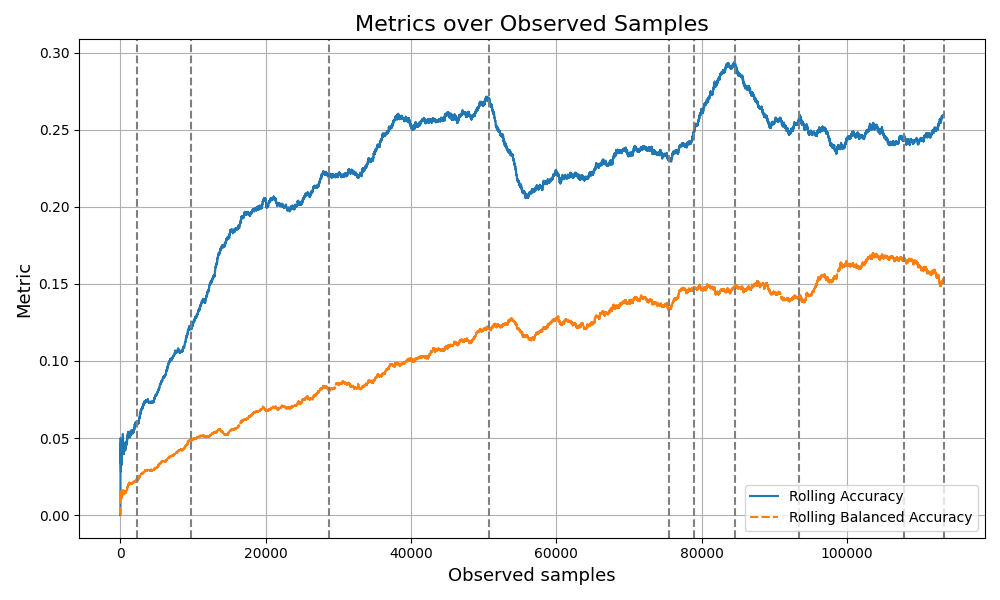 Metrics over Observed Samples
Metric
0.30
0.25
0.20
0.15
0.10
0.05
0.00
0 20000 40000 60000 80000 100000
Observed samples
Rolling Accuracy
Rolling Balanced Accuracy